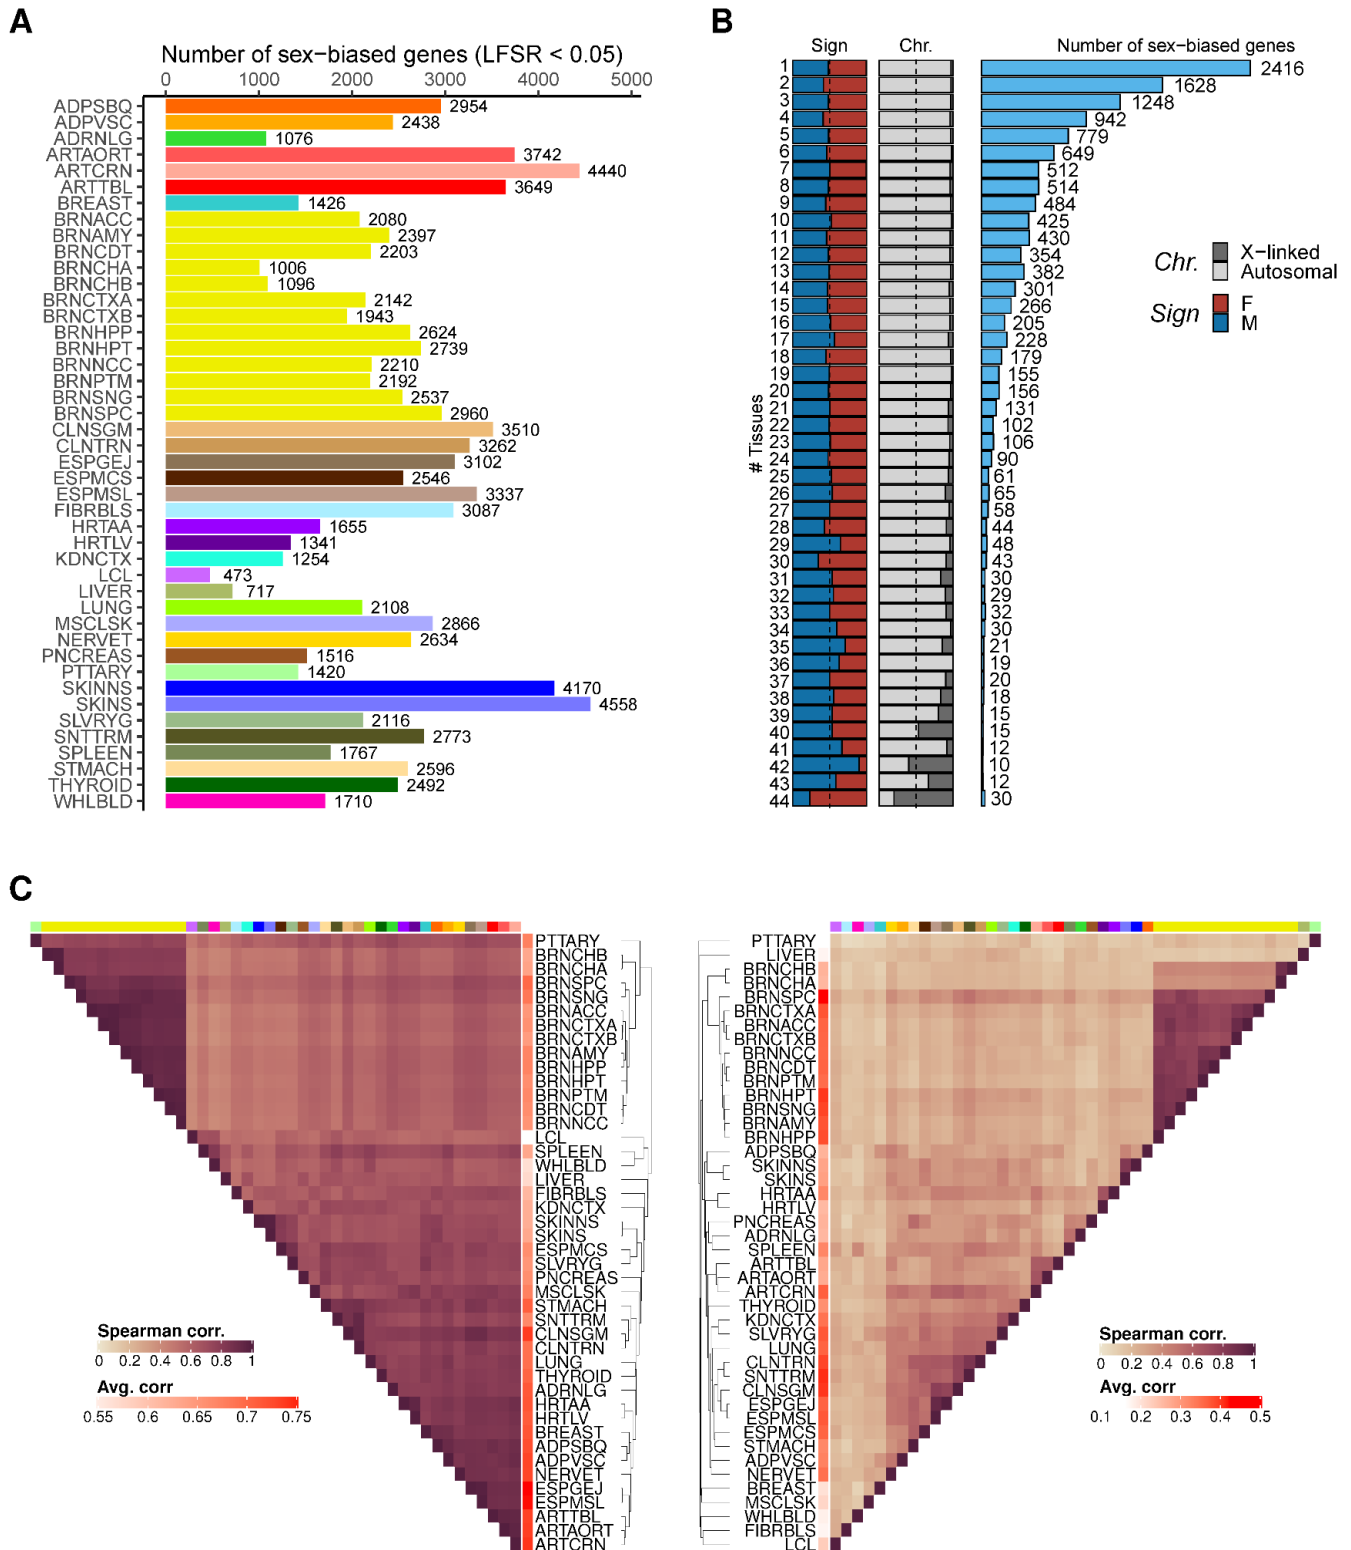 A
Number of sex−biased genes (LFSR < 0.05)
0 1000 2000 3000 4000 5000
ADPSBQ 2954
ADPVSC 2438
ADRNLG 1076
ARTAORT 3742
ARTCRN 4440
ARTTBL 3649
BREAST 1426
BRNACC 2080
BRNAMY 2397
BRNCDT 2203
BRNCHA 1006
BRNCHB 1096
BRNCTXA 2142
BRNCTXB 1943
BRNHPP 2624
BRNHPT 2739
BRNNCC 2210
BRNPTM 2192
BRNSNG 2537
BRNSPC 2960
CLNSGM 3510
CLNTRN 3262
ESPGEJ 3102
ESPMCS 2546
ESPMSL 3337
FIBRBLS 3087
HRTAA 1655
HRTLV 1341
KDNCTX 1254
LCL 473
LIVER 717
LUNG 2108
MSCLSK 2866
NERVET 2634
PNCREAS 1516
PTTARY 1420
SKINNS 4170
SKINS 4558
SLVRYG 2116
SNTTRM 2773
SPLEEN 1767
STMACH 2596
THYROID 2492
WHLBLD 1710
B
Sign Chr. Number of sex−biased genes
# Tissues
1 2416
2 1628
3 1248
4 942
5 779
6 649
7 512
8 514
9 484
10 425
11 430
12 354
13 382
14 301
15 266
16 205
17 228
18 179
19 155
20 156
21 131
22 102
23 106
24 90
25 61
26 65
27 58
28 44
29 48
30 43
31 30
32 29
33 32
34 30
35 21
36 19
37 20
38 18
39 15
40 15
41 12
42 10
43 12
44 30
Chr.
X−linked
Autosomal
Sign
F
M
C
PTTARY
BRNCHB
BRNCHA
BRNSPC
BRNSNG
BRNACC
BRNCTXA
BRNCTXB
BRNAMY
BRNHPP
BRNHPT
BRNPTM
BRNCDT
BRNNCC
LCL
SPLEEN
WHLBLD
LIVER
FIBRBLS
KDNCTX
SKINNS
SKINS
ESPMCS
SLVRYG
PNCREAS
MSCLSK
STMACH
SNTTRM
CLNSGM
CLNTRN
LUNG
THYROID
ADRNLG
HRTAA
HRTLV
BREAST
ADPSBQ
ADPVSC
NERVET
ESPGEJ
ESPMSL
ARTTBL
ARTAORT
ARTCRN
Spearman corr.
0 0.2 0.4 0.6 0.8 1
Avg. corr
0.55 0.6 0.65 0.7 0.75
PTTARY
LIVER
BRNCHB
BRNCHA
BRNSPC
BRNCTXA
BRNACC
BRNCTXB
BRNNCC
BRNCDT
BRNPTM
BRNHPT
BRNSNG
BRNAMY
BRNHPP
ADPSBQ
SKINNS
SKINS
HRTAA
HRTLV
PNCREAS
ADRNLG
SPLEEN
ARTTBL
ARTAORT
ARTCRN
THYROID
KDNCTX
SLVRYG
LUNG
CLNTRN
SNTTRM
CLNSGM
ESPGEJ
ESPMSL
ESPMCS
STMACH
ADPVSC
NERVET
BREAST
MSCLSK
WHLBLD
FIBRBLS
LCL
Spearman corr.
0 0.2 0.4 0.6 0.8 1
Avg. corr
0.1 0.2 0.3 0.4 0.5